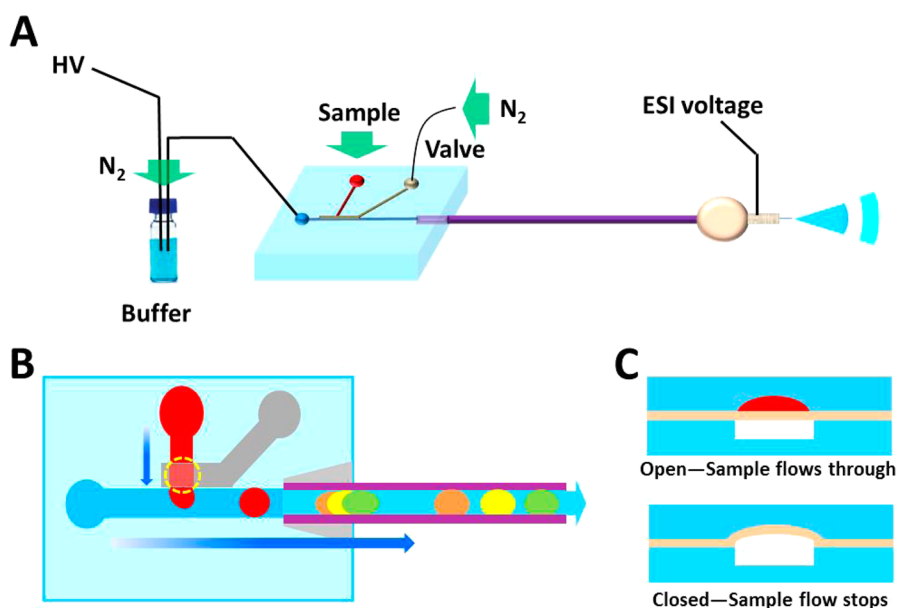 A
HV
N₂
Sample
N₂
Valve
ESI voltage
Buffer
B
C
Open—Sample flows through
Closed—Sample flow stops